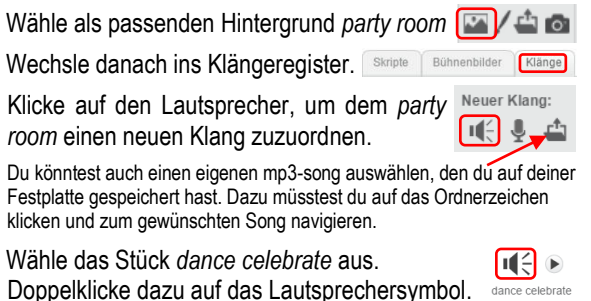 Wähle als passenden Hintergrund party room
Wechsle danach ins Klängeregister. Skripte Bühnenbilder Klänge
Klicke auf den Lautsprecher, um dem party Neuer Klang:
room einen neuen Klang zuzuordnen.
Du könntest auch einen eigenen mp3-song auswählen, den du auf deiner
Festplatte gespeichert hast. Dazu müsstest du auf das Ordnerzeichen
klicken und zum gewünschten Song navigieren.
Wähle das Stück dance celebrate aus.
Doppelklicke dazu auf das Lautsprechersymbol. dance celebrate